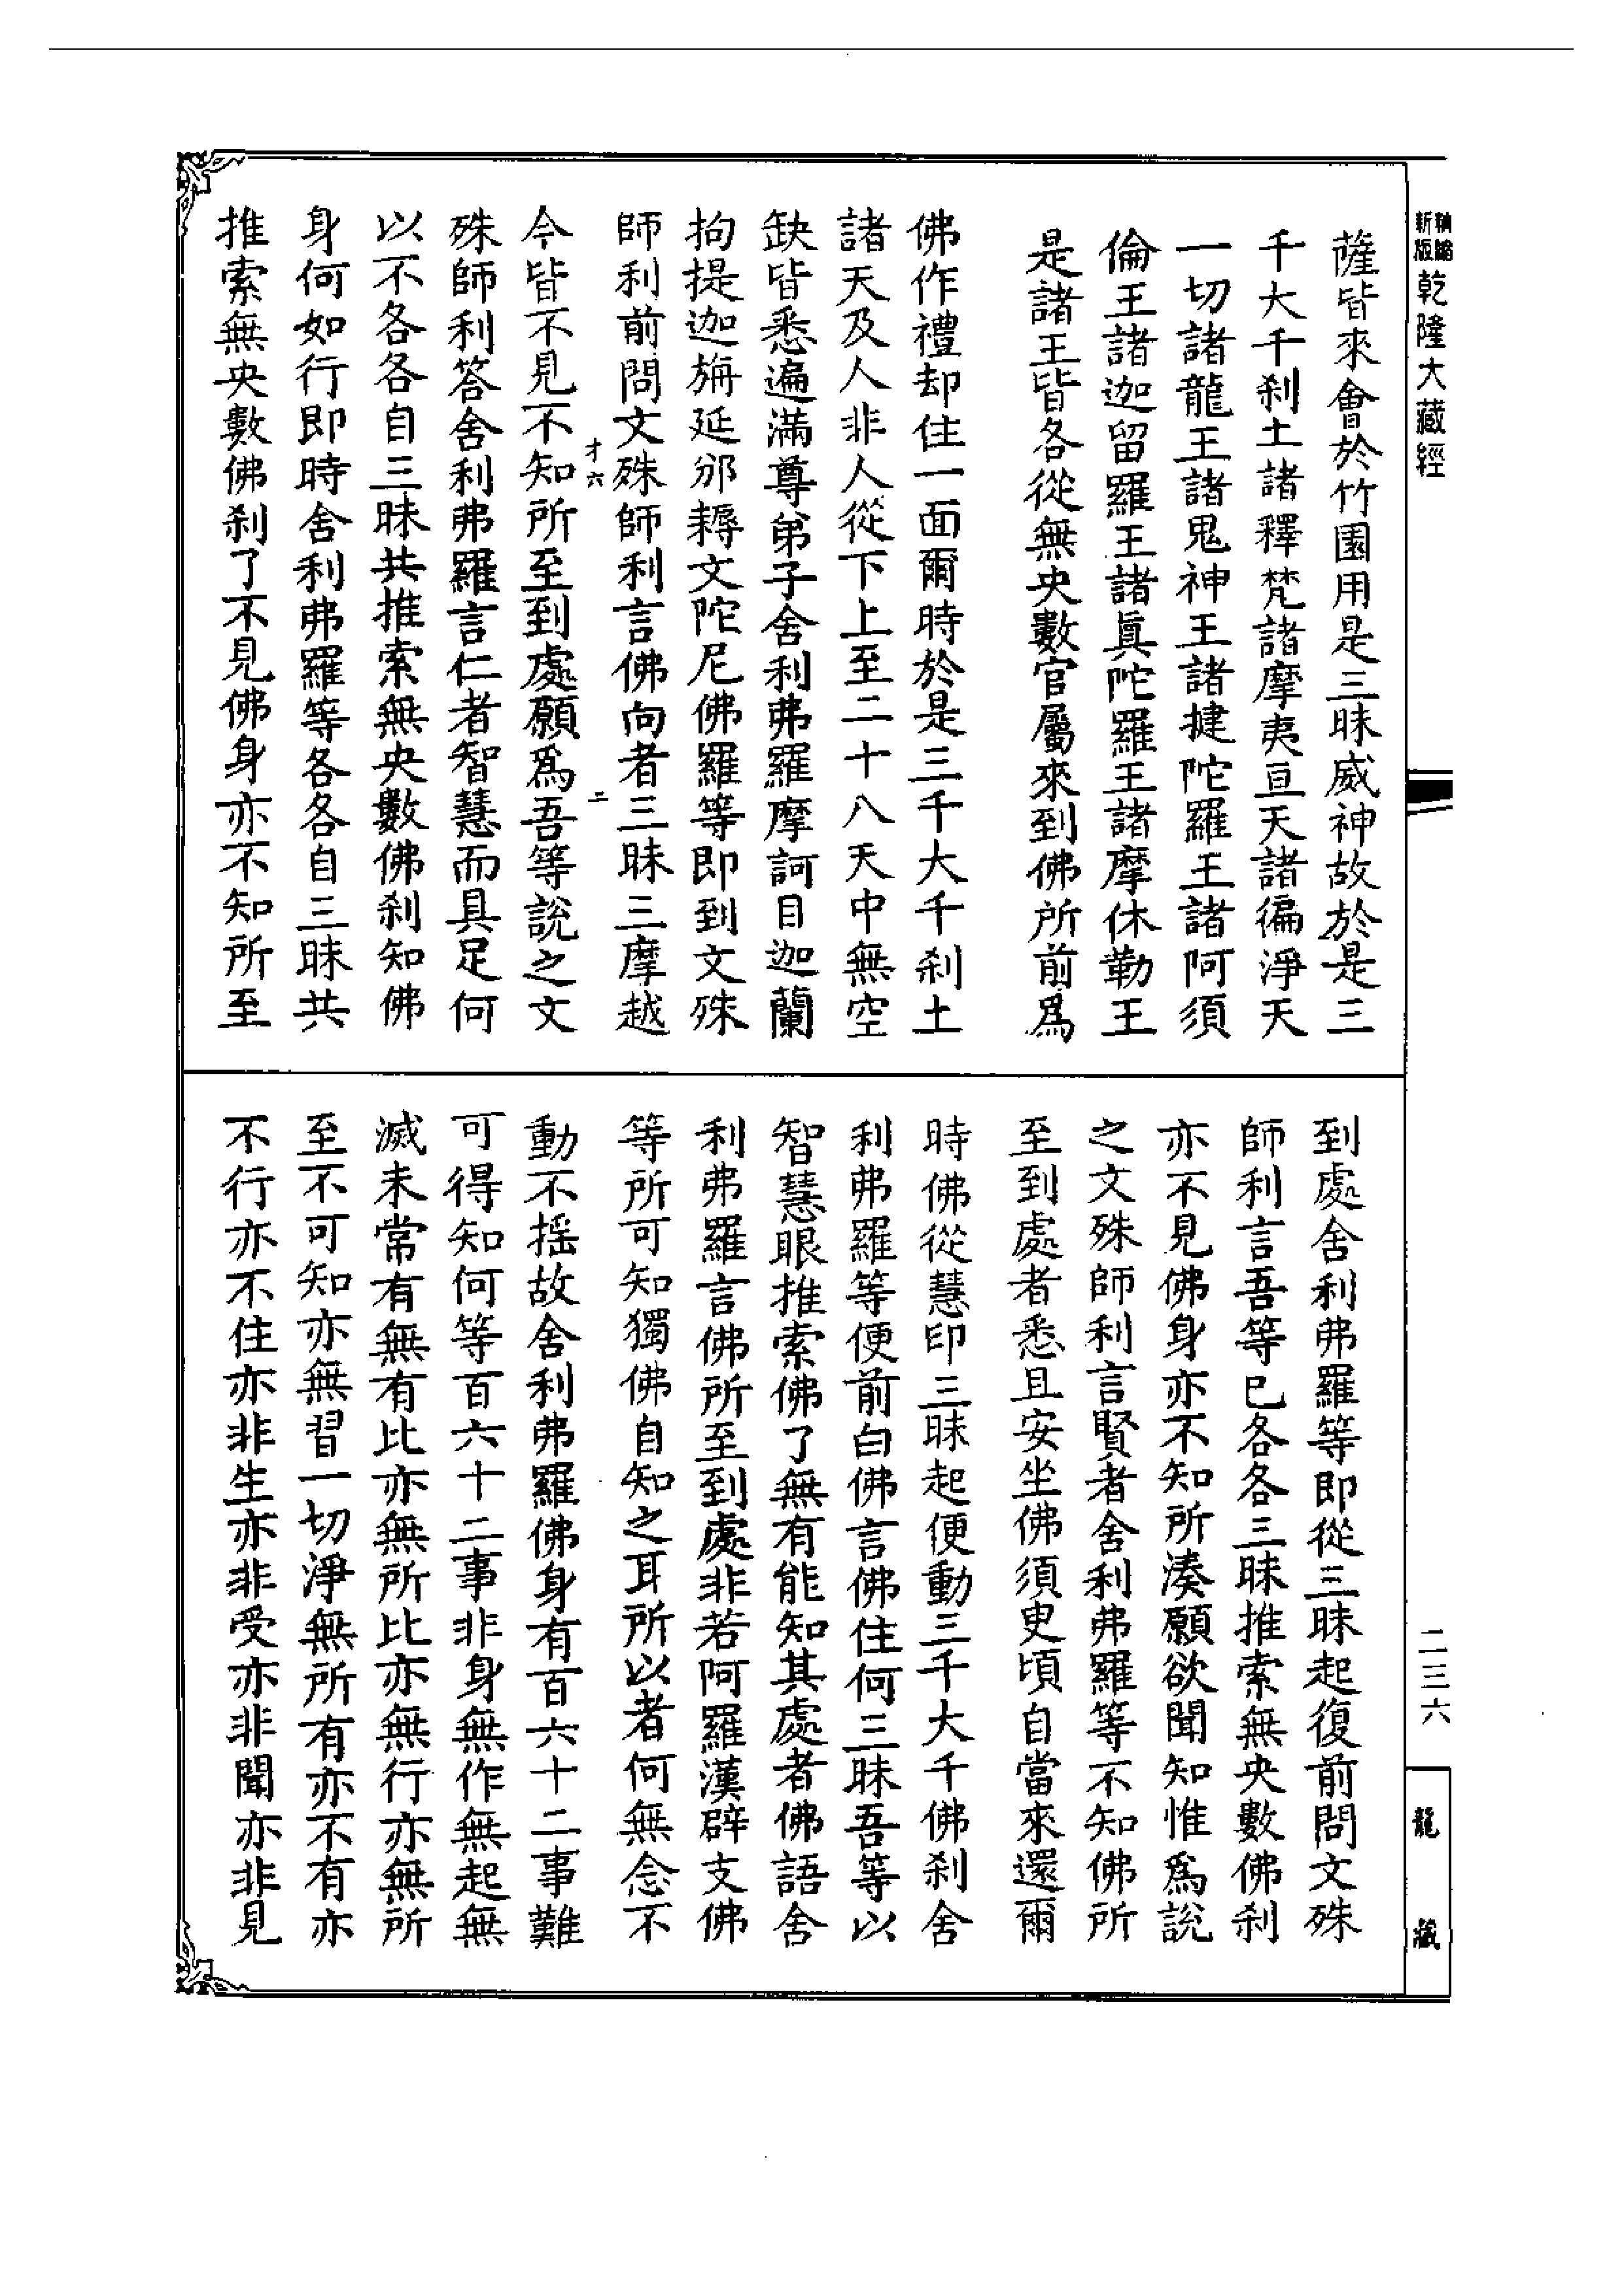 新版精縮乾隆大藏經
薩皆來會於竹園用是三昧威神故於是三
千大千刹土諸釋梵諸摩夷亘天諸徧淨天
一切諸龍王諸鬼神王諸揵陀羅王諸阿須
倫王諸迦留羅王諸眞陀羅王諸摩休勒王
是諸王皆各從無央數官屬來到佛所前爲
佛作禮却住一面爾時於是三千大千刹土
諸天及人非人從下上至二十八天中無空
缺皆悉遍滿尊弟子舍利弗羅摩訶目迦蘭
拘提迦旃延邠耨文陀尼佛羅等即到文殊
師利前問文殊師利言佛向者三昧三摩越
才六 二
今皆不見不知所至到處願爲吾等說之文
殊師利答舍利弗羅言仁者智慧而具足何
以不各各自三昧共推索無央數佛刹知佛
身何如行即時舍利弗羅等各各自三昧共
推索無央數佛刹了不見佛身亦不知所至
到處舍利弗羅等即從三昧起復前問文殊
師利言吾等已各各三昧推索無央數佛刹
亦不見佛身亦不知所湊願欲聞知惟爲說
之文殊師利言賢者舍利弗羅等不知佛所
至到處者悉且安坐佛須臾頃自當來還爾
時佛從慧印三昧起便動三千大千佛刹舍
利弗羅等便前白佛言佛住何三昧吾等以
智慧眼推索佛了無有能知其處者佛語舍
利弗羅言佛所至到處非若阿羅漢辟支佛
等所可知獨佛自知之耳所以者何無念不
動不搖故舍利弗羅佛身有百六十二事難
可得知何等百六十二事非身無作無起無
滅未常有無有比亦無所比亦無行亦無所
至不可知亦無習一切淨無所有亦不有亦
不行亦不住亦非生亦非受亦非聞亦非見
二三六
龍藏